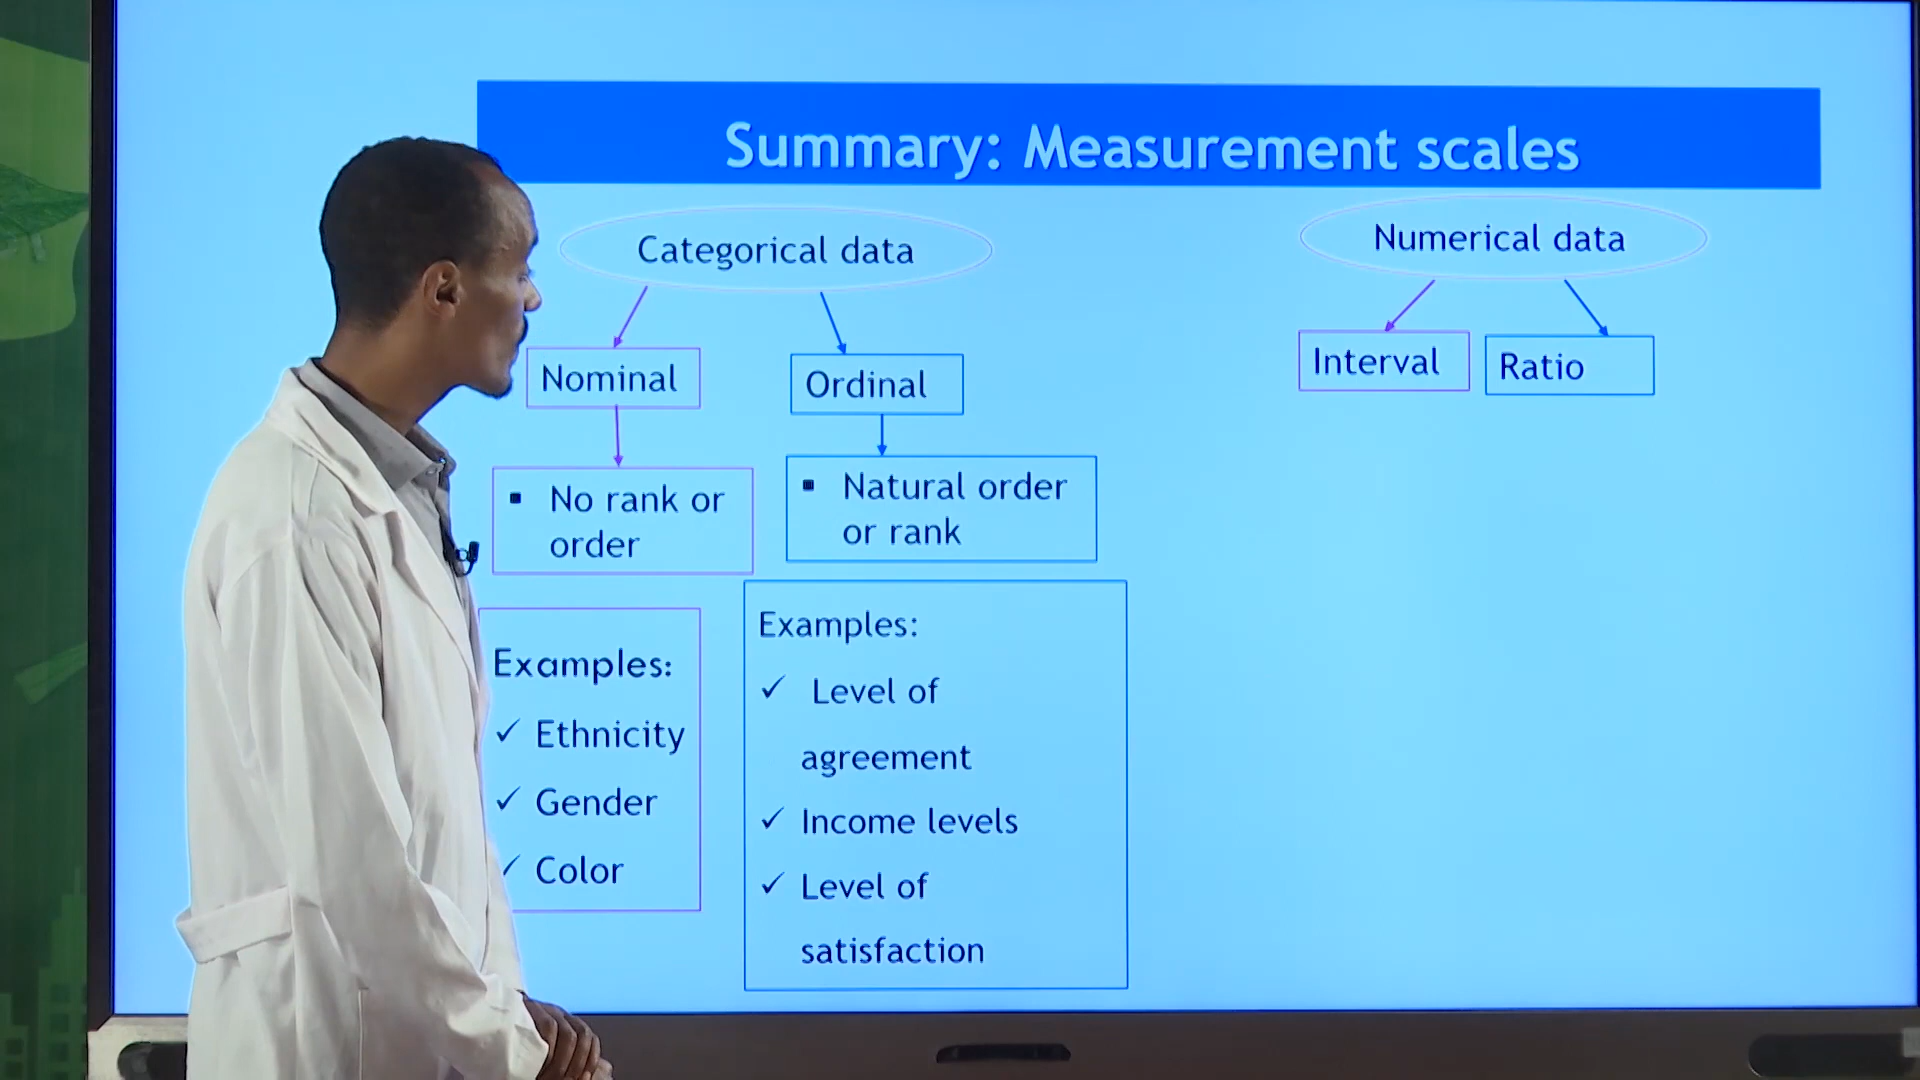 Summary: Measurement scales
Categorical data
Numerical data
Nominal
Ordinal
Interval
Ratio
▪ No rank or
order
▪ Natural order
or rank
Examples:
✓ Ethnicity
✓ Gender
✓ Color
Examples:
✓ Level of
agreement
✓ Income levels
✓ Level of
satisfaction